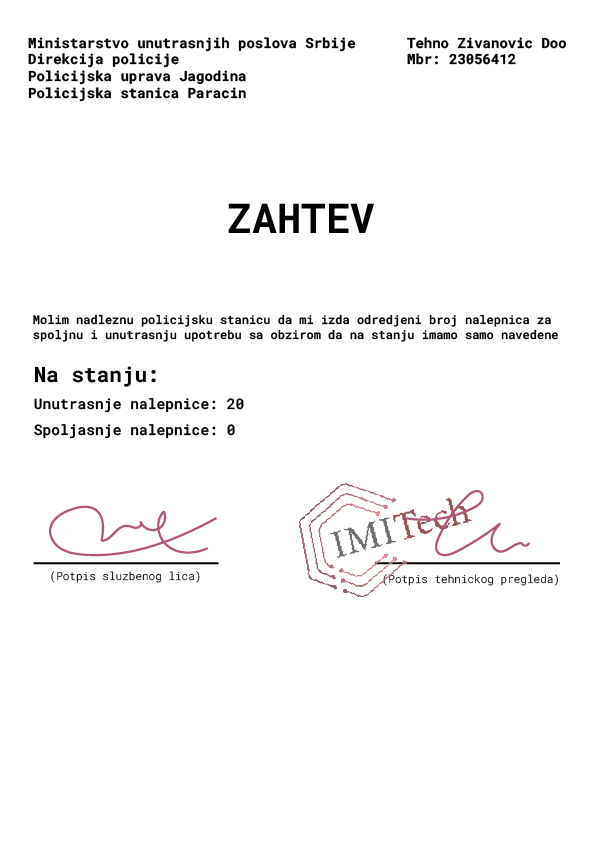 Ministarstvo unutrasnjih poslova Srbije
Direkcija policije
Policijska uprava Jagodina
Policijska stanica Paracin
Tehno Zivanovic Doo
Mbr: 23056412
ZAHTEV
Molim nadleznu policijsku stanicu da mi izda odredjeni broj nalepnica za
spoljnu i unutrasnju upotrebu sa obzirom da na stanju imamo samo navedene
Na stanju:
Unutrasnje nalepnice: 20
Spoljasnje nalepnice: 0
IMITech
(Potpis sluzbenog lica)
(Potpis tehnickog pregleda)